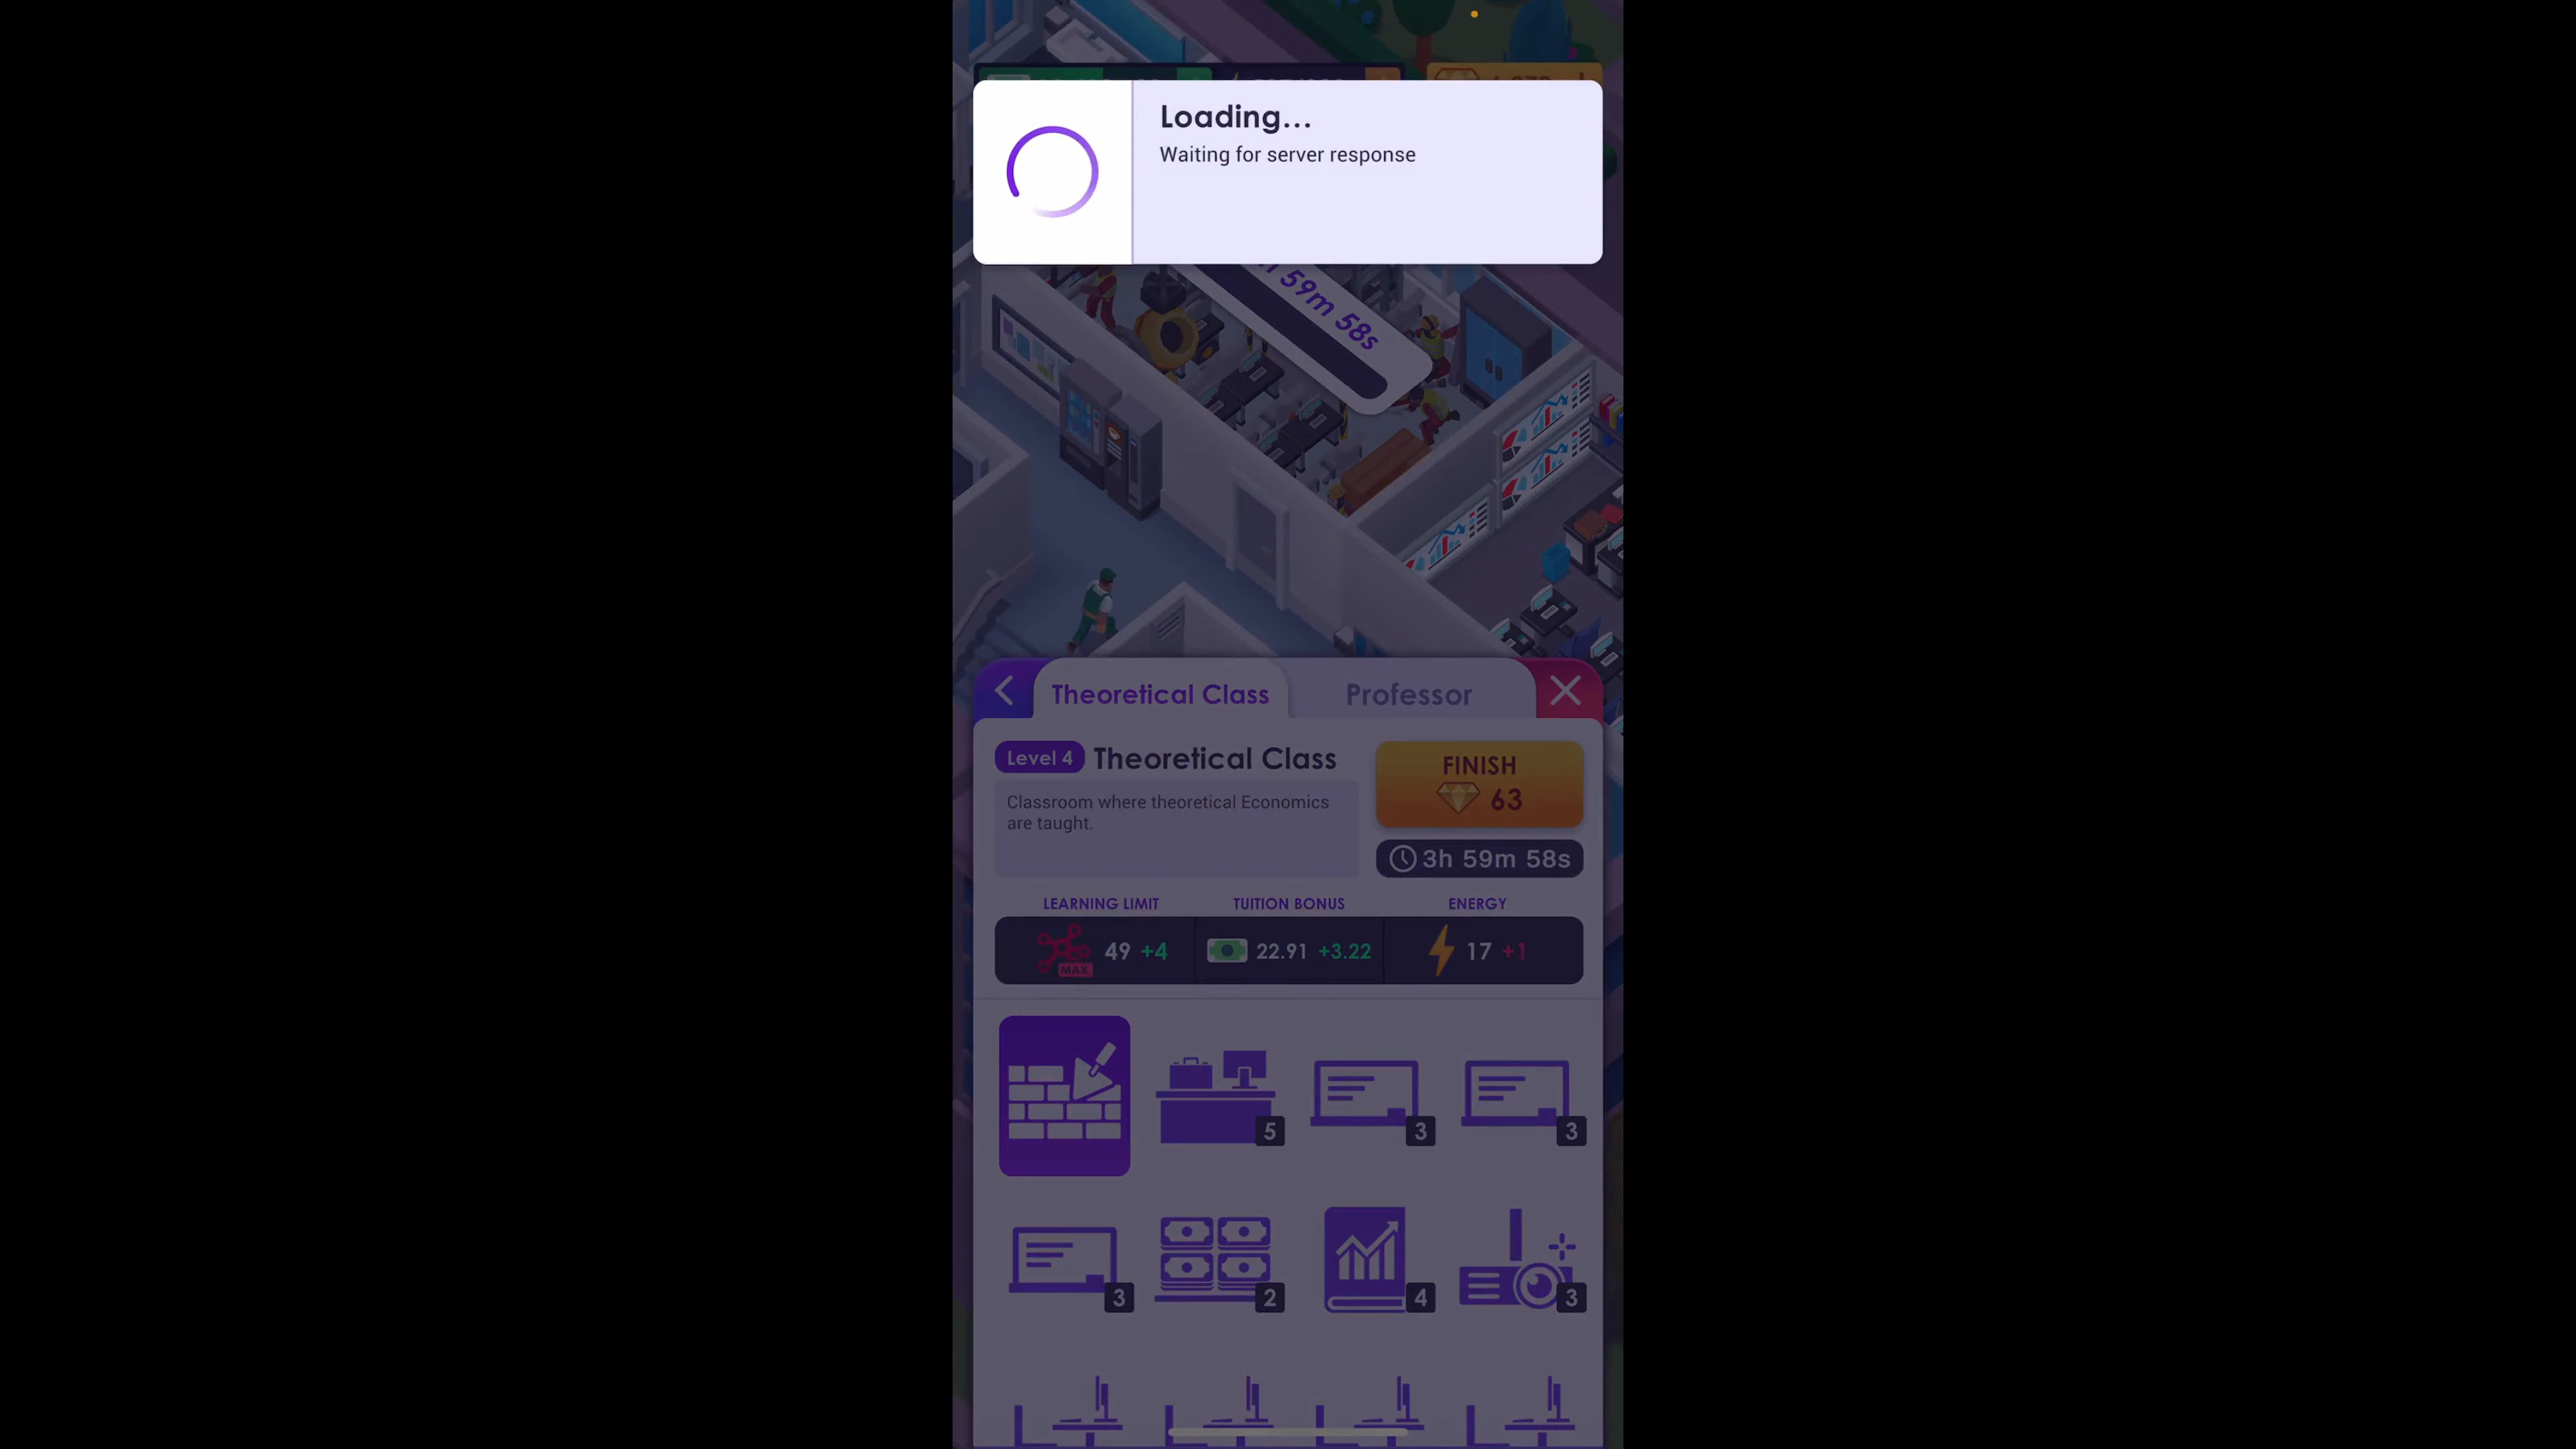 Loading...
Waiting for server response
59m 58s
Theoretical Class
Professor
Level 4
Theoretical Class
FINISH
63
Classroom where theoretical Economics
are taught.
3h 59m 58s
LEARNING LIMIT
TUITION BONUS
ENERGY
MAX
49 +4
22.91 +3.22
17 +1
5
3
3
3
2
4
3